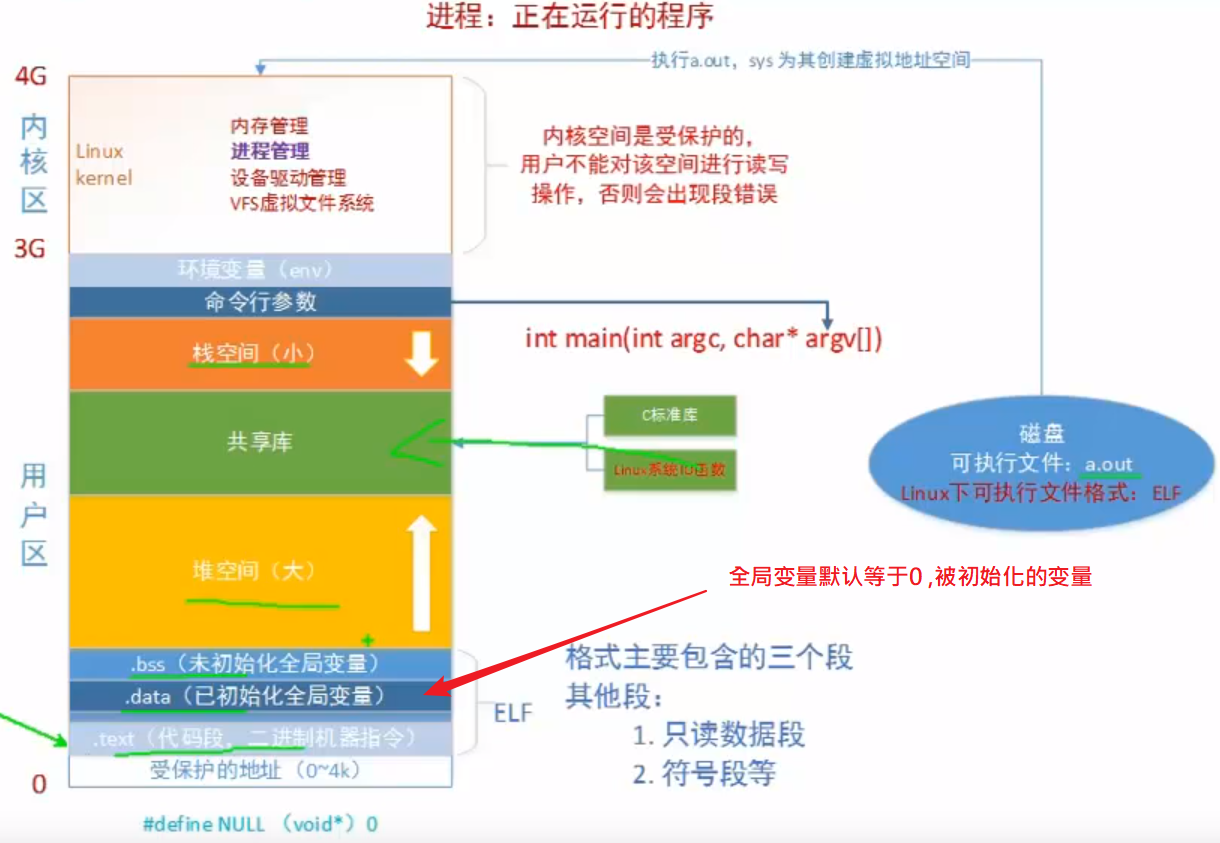 进程：正在运行的程序
执行a.out，sys 为其创建虚拟地址空间
4G
内核区
Linux kernel
内存管理
进程管理
设备驱动管理
VFS虚拟文件系统
内核空间是受保护的，
用户不能对该空间进行读写
操作，否则会出现段错误
3G
环境变量（env）
命令行参数
int main(int argc, char* argv[])
栈空间（小）
共享库
C标准库
Linux系统IO函数
磁盘
可执行文件：a.out
Linux下可执行文件格式：ELF
用户区
堆空间（大）
全局变量默认等于0 ,被初始化的变量
.bss（未初始化全局变量）
.data（已初始化全局变量）
.text（代码段，二进制机器指令）
ELF
格式主要包含的三个段
其他段：
1. 只读数据段
2. 符号段等
受保护的地址（0~4k）
0
#define NULL （void*）0